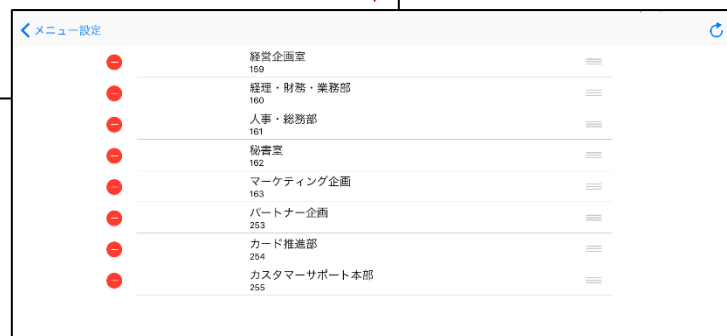 メニュー設定
経営企画室
159
経理・財務・業務部
160
人事・総務部
161
秘書室
162
マーケティング企画
163
パートナー企画
253
カード推進部
254
カスタマーサポート本部
255